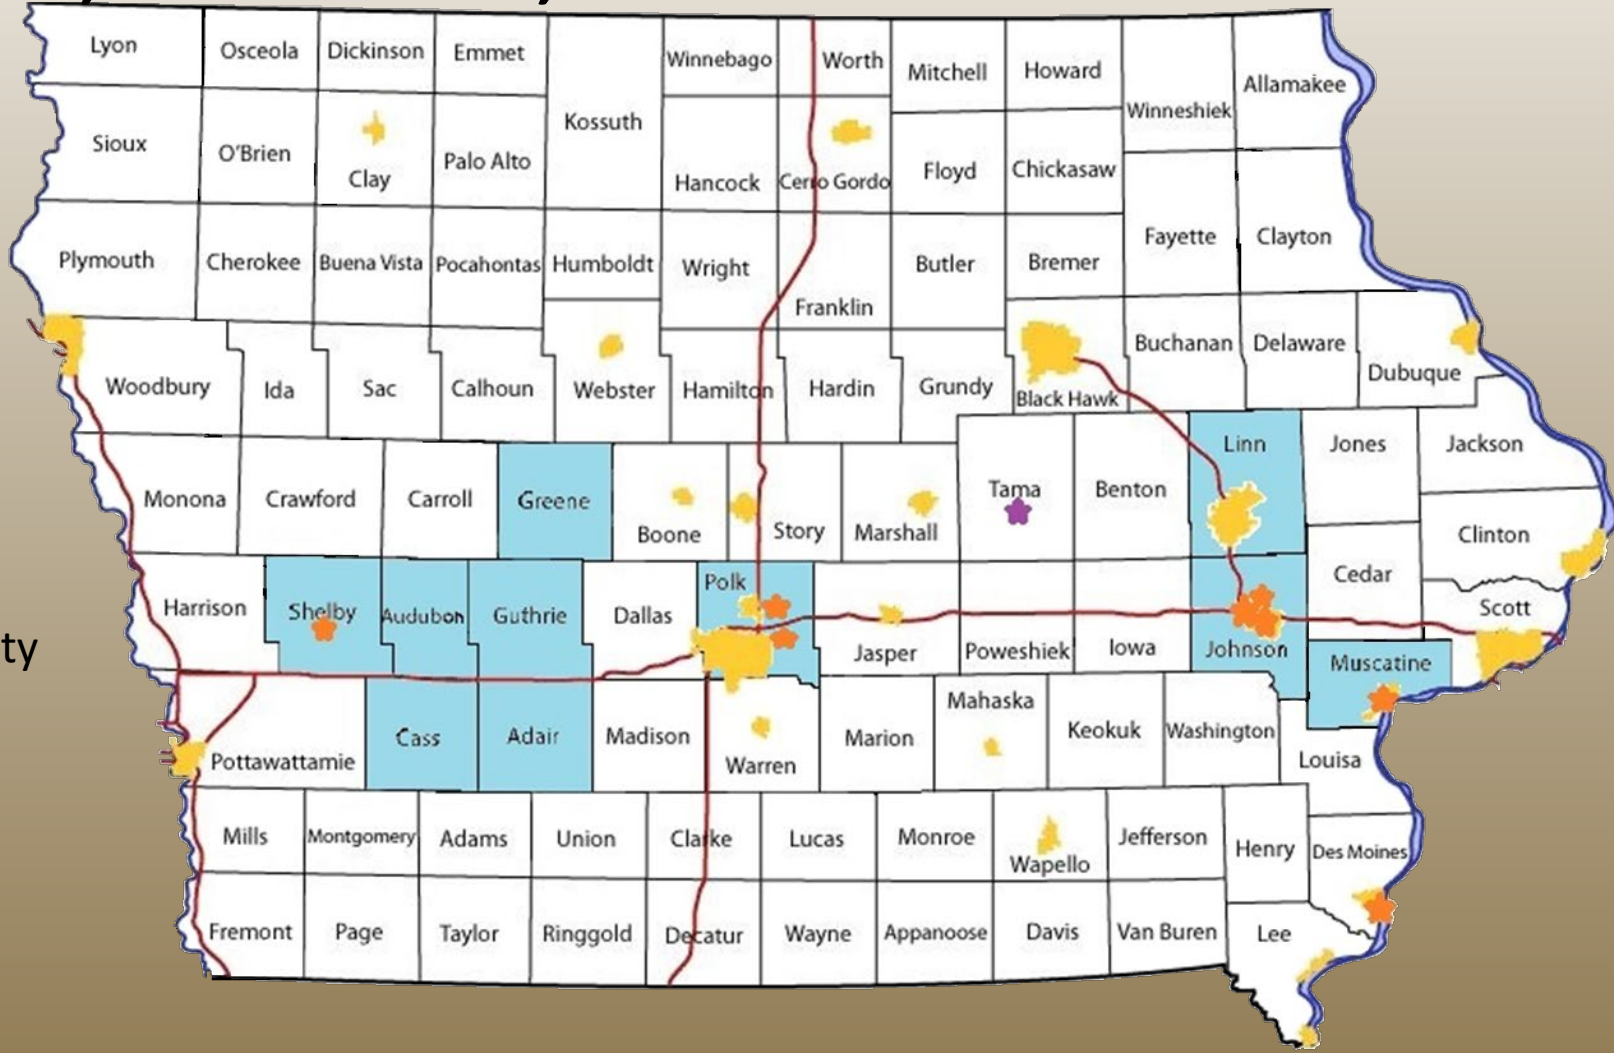 Lyon
Osceola
Dickinson
Emmet
Winnebago
Worth
Mitchell
Howard
Winneshiek
Allamakee
Sioux
O'Brien
Clay
Palo Alto
Kossuth
Hancock
Cerro Gordo
Floyd
Chickasaw
Plymouth
Cherokee
Buena Vista
Pocahontas
Humboldt
Wright
Franklin
Butler
Bremer
Fayette
Clayton
Woodbury
Ida
Sac
Calhoun
Webster
Hamilton
Hardin
Grundy
Black Hawk
Buchanan
Delaware
Dubuque
Monona
Crawford
Carroll
Greene
Boone
Story
Marshall
Tama
Benton
Linn
Jones
Jackson
Clinton
Harrison
Shelby
Audubon
Guthrie
Dallas
Polk
Jasper
Poweshiek
Iowa
Johnson
Cedar
Scott
Muscatine
ty
Pottawattamie
Cass
Adair
Madison
Warren
Marion
Mahaska
Keokuk
Washington
Louisa
Mills
Montgomery
Adams
Union
Clarke
Lucas
Monroe
Wapello
Jefferson
Henry
Des Moines
Fremont
Page
Taylor
Ringgold
Decatur
Wayne
Appanoose
Davis
Van Buren
Lee